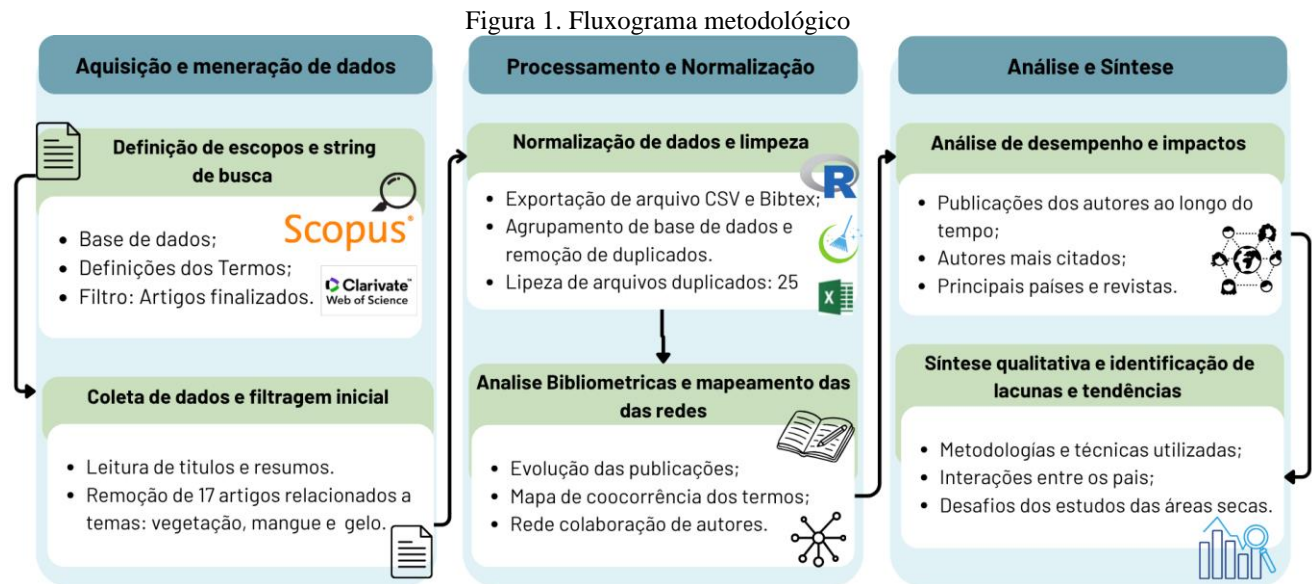 Figura 1. Fluxograma metodológico
Aquisição e meneração de dados
Definição de escopos e string
de busca
Scopus®
• Base de dados;
• Definições dos Termos;
• Filtro: Artigos finalizados.
Clarivate™
Web of Science
Coleta de dados e filtragem inicial
• Leitura de titulos e resumos.
• Remoção de 17 artigos relacionados a
temas: vegetação, mangue e gelo.
Processamento e Normalização
Normalização de dados e limpeza
R
• Exportação de arquivo CSV e Bibtex;
• Agrupamento de base de dados e
remoção de duplicados.
• Lipeza de arquivos duplicados: 25
X
Analise Bibliometricas e mapeamento das
das redes
• Evolução das publicações;
• Mapa de coocorrência dos termos;
• Rede colaboração de autores.
Análise e Síntese
Análise de desempenho e impactos
• Publicações dos autores ao longo do
tempo;
• Autores mais citados;
• Principais países e revistas.
Síntese qualitativa e identificação de
lacunas e tendências
• Metodologías e técnicas utilizadas;
• Interações entre os pais;
• Desafios dos estudos das áreas secas.